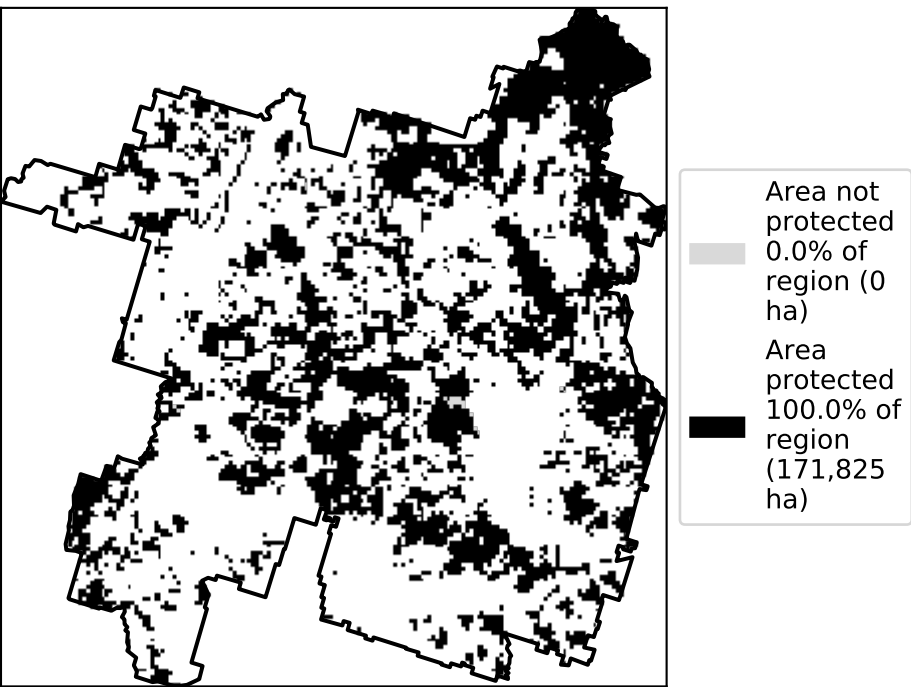 Area not
protected
0.0% of
region (0
ha)
Area
protected
100.0% of
region
(171,825
ha)